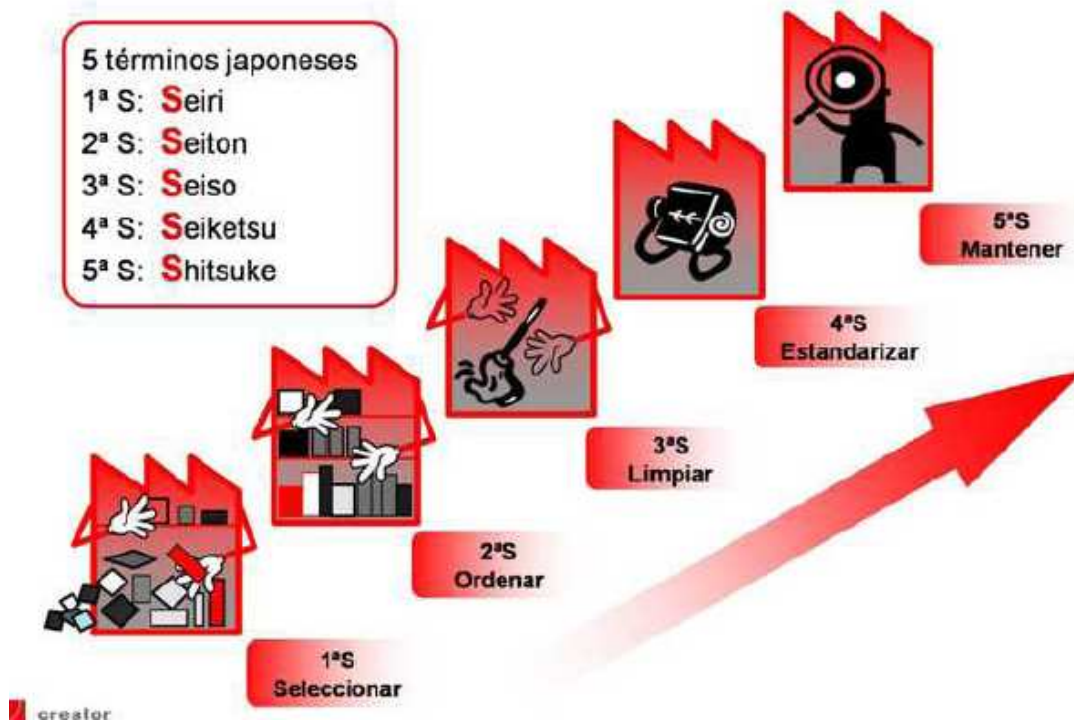 5 términos japoneses
1ª S: Seiri
2ª S: Seiton
3ª S: Seiso
4ª S: Seiketsu
5ª S: Shitsuke
5ªS
Mantener
4ªS
Estandarizar
3ªS
Limpiar
2ªS
Ordenar
1ªS
Seleccionar
creator